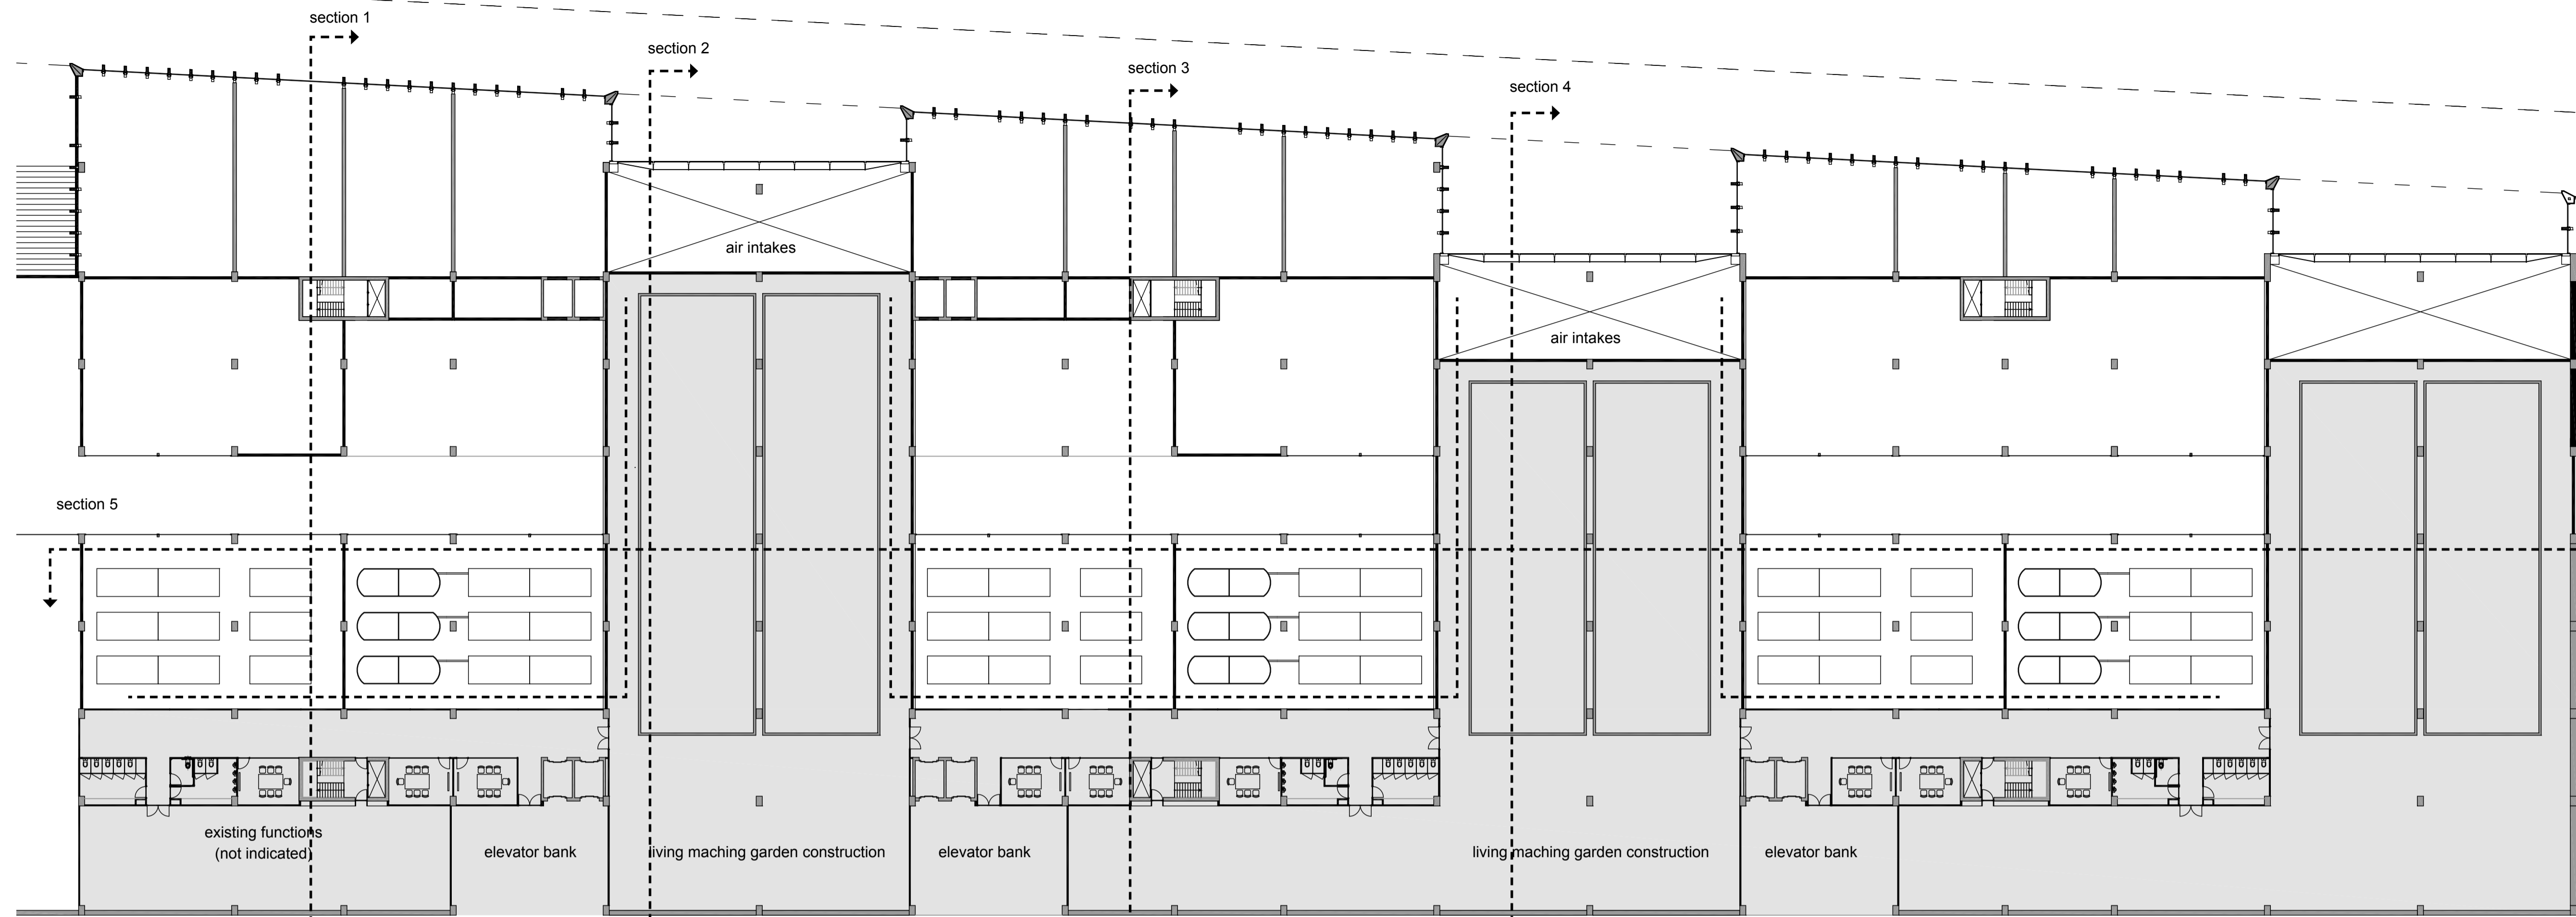 section 1
section 2
section 3
section 4
air intakes
air intakes
section 5
existing functions
(not indicated)
elevator bank
living maching garden construction
elevator bank
living maching garden construction
elevator bank